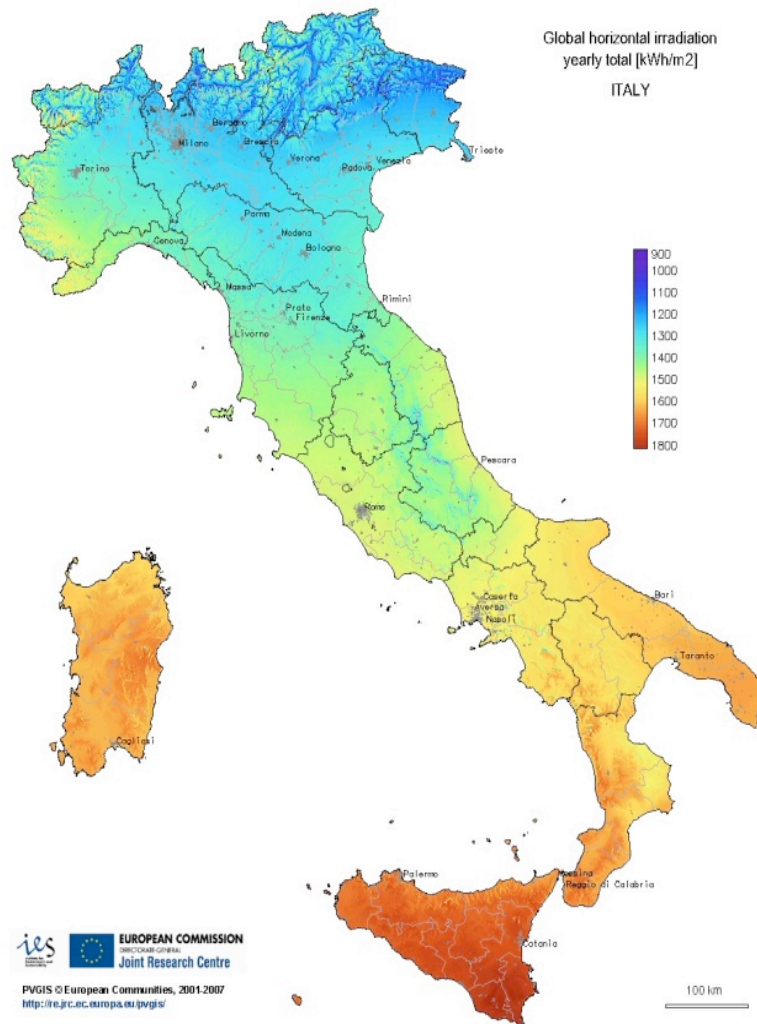 Global horizontal irradiation
yearly total [kWh/m2]
ITALY
Bergamo
Milano
Brescia
Trieste
Verona
Venezia
Padova
Torino
Parma
Modena
Genova
Bologna
900
1000
1100
1200
1300
1400
1500
1600
1700
1800
Massa
Rimini
Prato
Firenze
Livorno
Pescara
Roma
Caserta
Aversa
Napoli
Bari
Taranto
Cagliari
Palermo
Messina
Reggio di Calabria
Catania
ies
EUROPEAN COMMISSION
DIRECTORATE-GENERAL
Joint Research Centre
PVGIS © European Communities, 2001-2007
http://re.jrc.ec.europa.eu/pvgis/
100 km